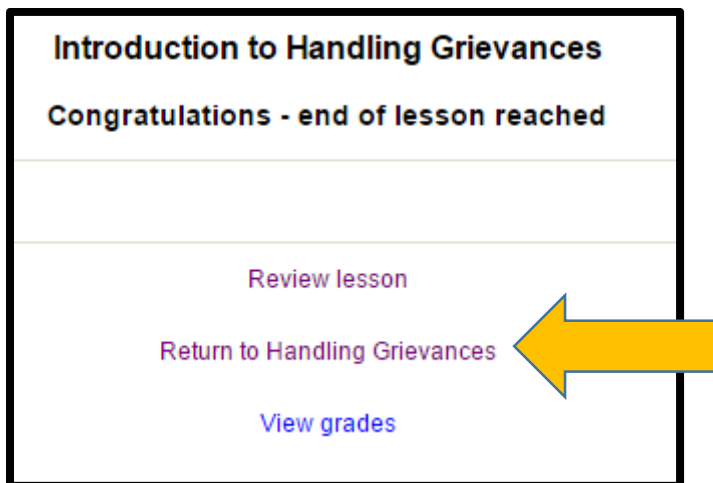 Introduction to Handling Grievances
Congratulations - end of lesson reached
Review lesson
Return to Handling Grievances
View grades